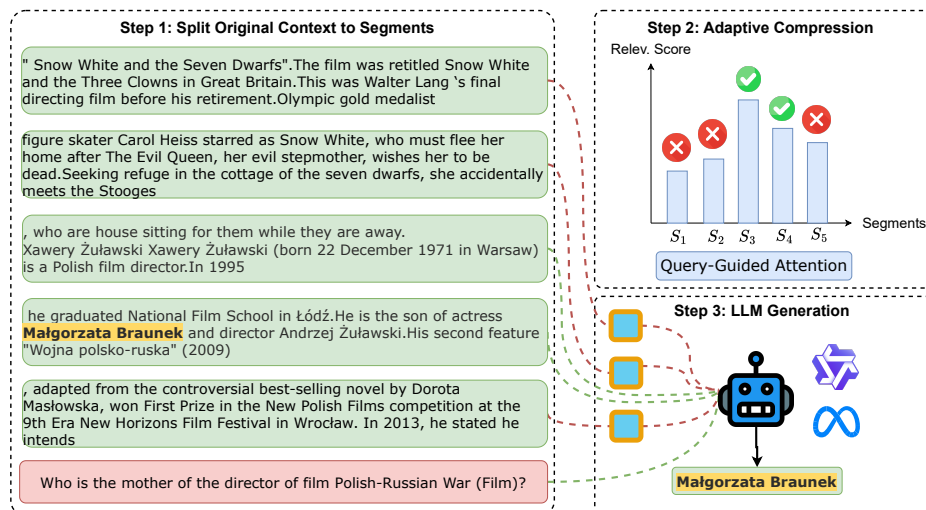 Step 1: Split Original Context to Segments
" Snow White and the Seven Dwarfs".The film was retitled Snow White
and the Three Clowns in Great Britain.This was Walter Lang 's final
directing film before his retirement.Olympic gold medalist
figure skater Carol Heiss starred as Snow White, who must flee her
home after The Evil Queen, her evil stepmother, wishes her to be
dead.Seeking refuge in the cottage of the seven dwarfs, she accidentally
meets the Stooges
, who are house sitting for them while they are away.
Xawery Żuławski Xawery Żuławski (born 22 December 1971 in Warsaw)
is a Polish film director.In 1995
he graduated National Film School in Łódź.He is the son of actress
Małgorzata Braunek and director Andrzej Żuławski.His second feature
"Wojna polsko-ruska" (2009)
, adapted from the controversial best-selling novel by Dorota
Masłowska, won First Prize in the New Polish Films competition at the
9th Era New Horizons Film Festival in Wrocław. In 2013, he stated he
intends
Who is the mother of the director of film Polish-Russian War (Film)?
Step 2: Adaptive Compression
Relev. Score
Segments
S1 S2 S3 S4 S5
Query-Guided Attention
Step 3: LLM Generation
Małgorzata Braunek